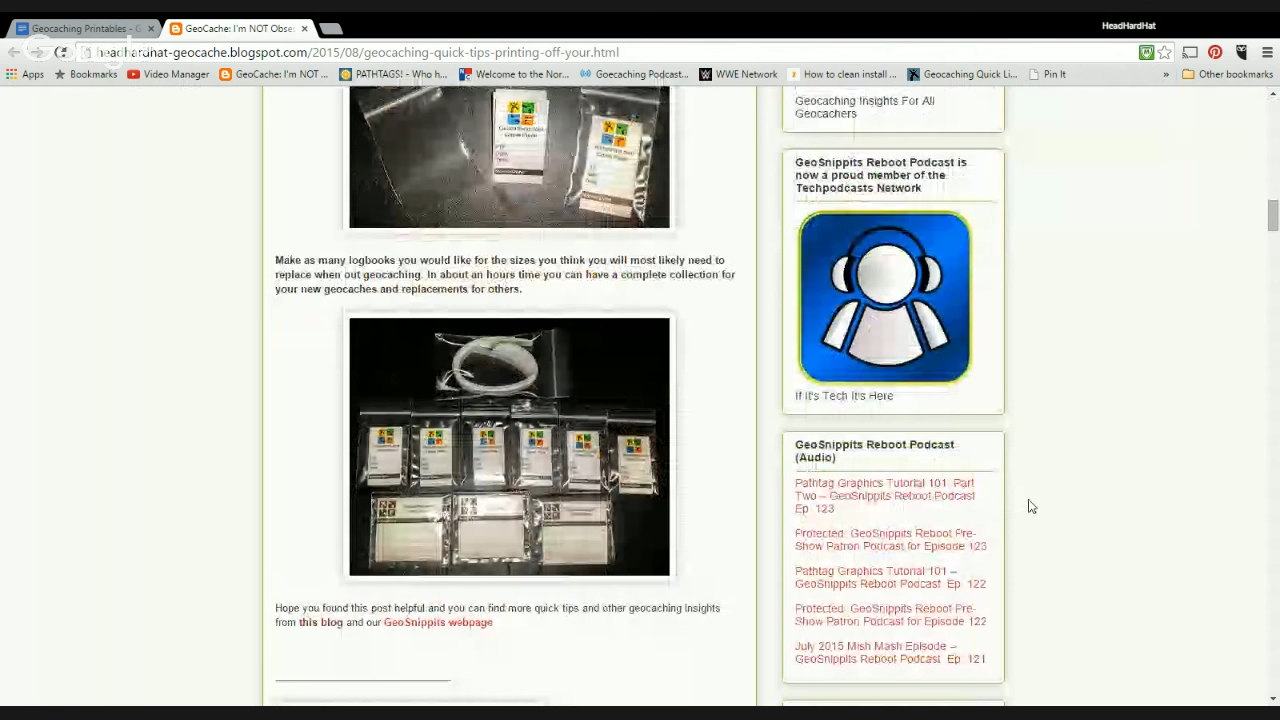 HeadHardHat
Geocaching Printables - G
GeoCache: I'm NOT Obse
headhardhat-geocache.blogspot.com/2015/08/geocaching-quick-tips-printing-off-your.html
Apps
Bookmarks
Video Manager
GeoCache: I'm NOT ...
PATHTAGS! - Who h...
Welcome to the Nor...
Goecaching Podcast...
WWE Network
How to clean install ...
Geocaching Quick Li...
Pin It
»
Other bookmarks
Make as many logbooks you would like for the sizes you think you will most likely need to
replace when out geocaching. In about an hours time you can have a complete collection for
your new geocaches and replacements for others.
Hope you found this post helpful and you can find more quick tips and other geocaching insights
from this blog and our GeoSnippits webpage
Geocaching Insights For All
Geocachers
GeoSnippits Reboot Podcast is
now a proud member of the
Techpodcasts Network
If It's Tech It's Here
GeoSnippits Reboot Podcast
(Audio)
Pathtag Graphics Tutorial 101 Part
Two – GeoSnippits Reboot Podcast
Ep 123
Protected: GeoSnippits Reboot Pre-
Show Patron Podcast for Episode 123
Pathtag Graphics Tutorial 101 –
GeoSnippits Reboot Podcast Ep 122
Protected: GeoSnippits Reboot Pre-
Show Patron Podcast for Episode 122
July 2015 Mish Mash Episode –
GeoSnippits Reboot Podcast Ep 121